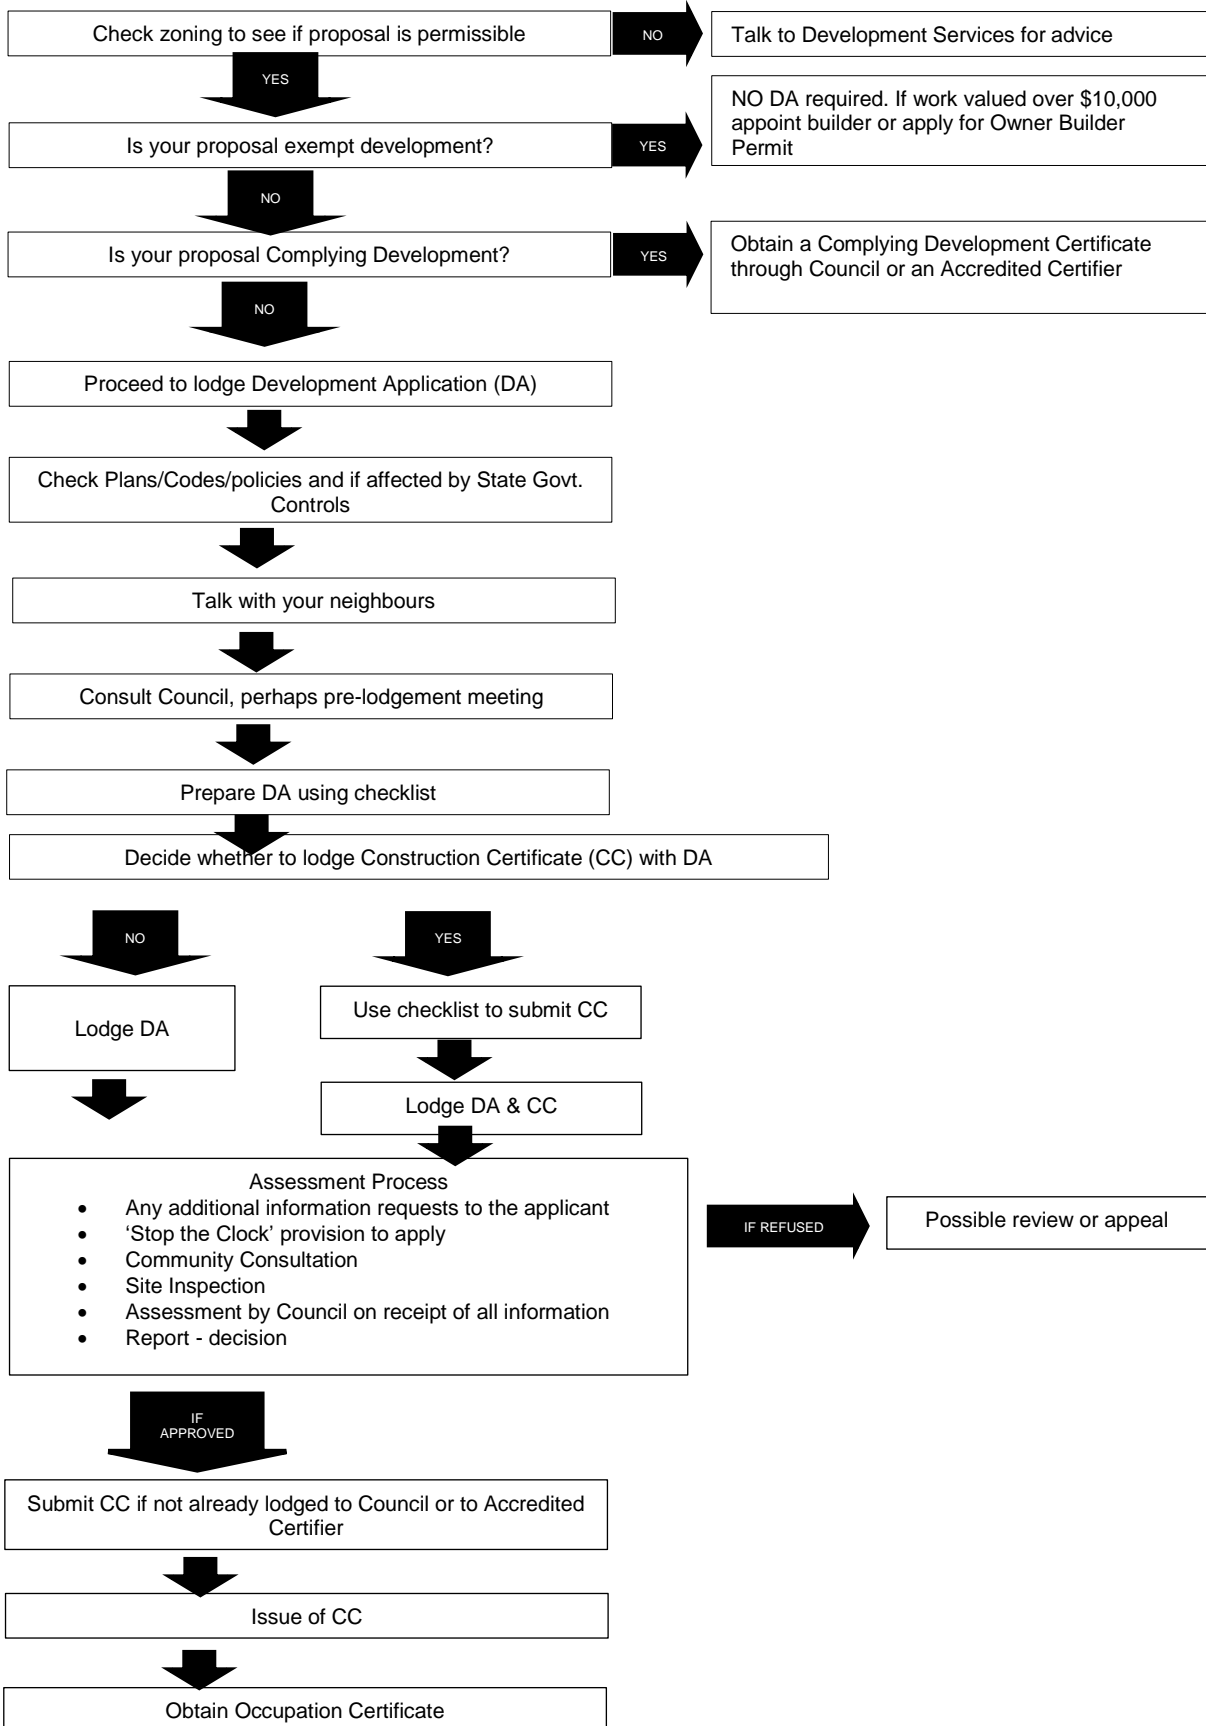 Check zoning to see if proposal is permissible
NO
Talk to Development Services for advice
YES
NO DA required. If work valued over $10,000
appoint builder or apply for Owner Builder
Permit
Is your proposal exempt development?
YES
NO
Is your proposal Complying Development?
YES
Obtain a Complying Development Certificate
through Council or an Accredited Certifier
NO
Proceed to lodge Development Application (DA)
Check Plans/Codes/policies and if affected by State Govt.
Controls
Talk with your neighbours
Consult Council, perhaps pre-lodgement meeting
Prepare DA using checklist
Decide whether to lodge Construction Certificate (CC) with DA
NO
YES
Lodge DA
Use checklist to submit CC
Lodge DA & CC
Assessment Process
• Any additional information requests to the applicant
• ‘Stop the Clock’ provision to apply
• Community Consultation
• Site Inspection
• Assessment by Council on receipt of all information
• Report - decision
IF REFUSED
Possible review or appeal
IF
APPROVED
Submit CC if not already lodged to Council or to Accredited
Certifier
Issue of CC
Obtain Occupation Certificate